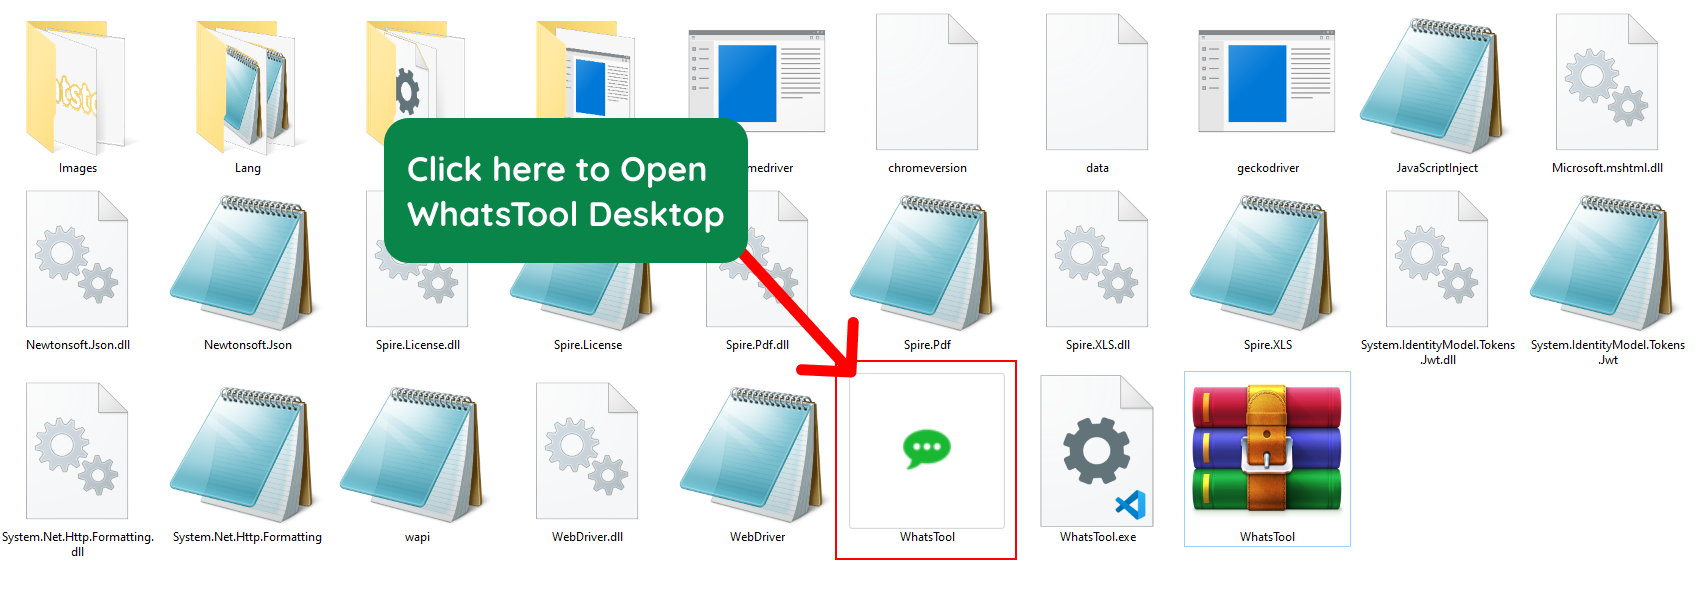 Click here to Open
WhatsTool Desktop
Images
Lang
medriver
chromeversion
data
geckodriver
JavaScriptInject
Microsoft.mshtml.dll
Newtonsoft.Json.dll
Newtonsoft.Json
Spire.License.dll
Spire.License
Spire.Pdf.dll
Spire.Pdf
Spire.XLS.dll
Spire.XLS
System.IdentityModel.Tokens
.Jwt.dll
System.IdentityModel.Tokens
.Jwt
System.Net.Http.Formatting.
dll
System.Net.Http.Formatting
wapi
WebDriver.dll
WebDriver
WhatsTool
WhatsTool.exe
WhatsTool